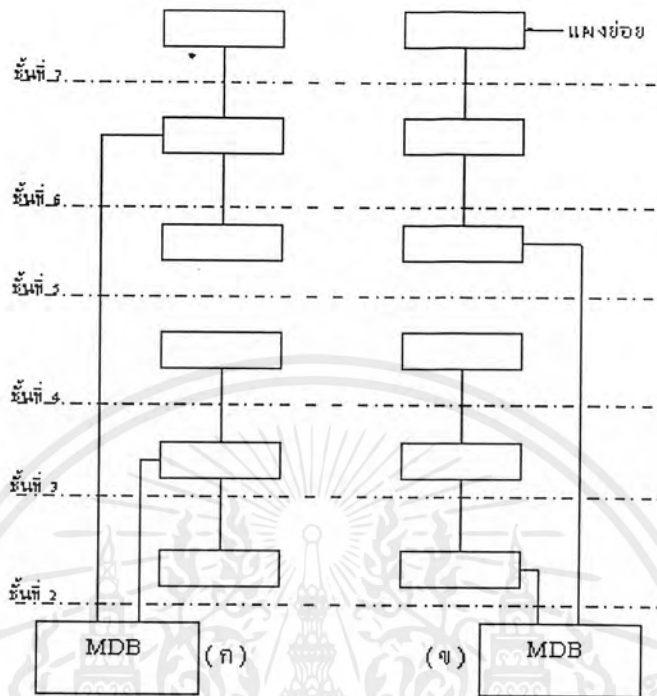 แผงย่อย
ชั้นที่ 7
ชั้นที่ 6
ชั้นที่ 5
ชั้นที่ 4
ชั้นที่ 3
ชั้นที่ 2
MDB
(ก)
(ข)
MDB